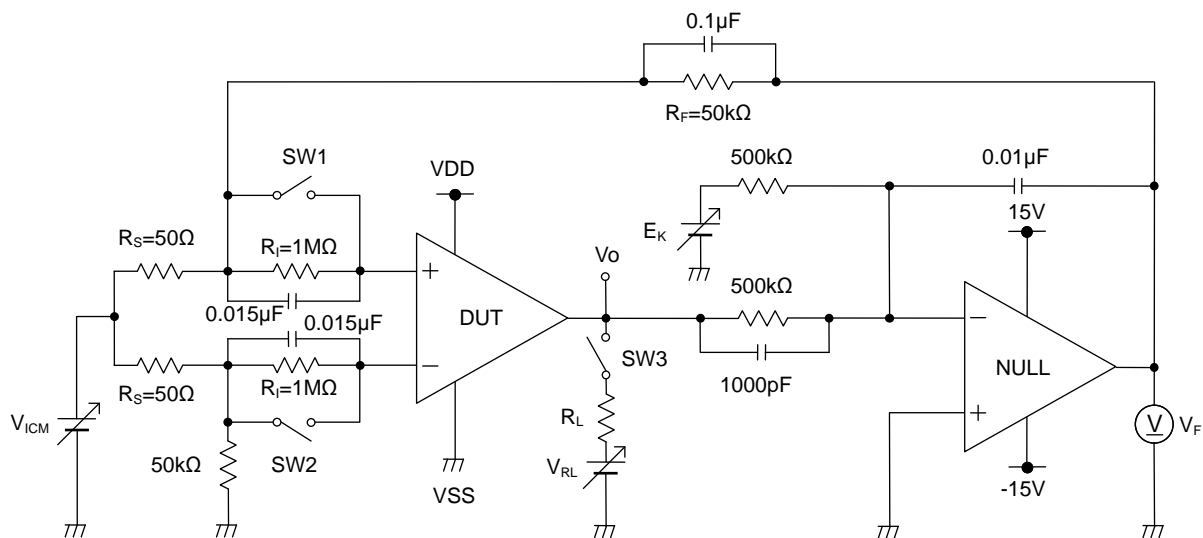 0.1µF
RF=50kΩ
SW1
VDD
500kΩ
0.01µF
15V
EK
RS=50Ω
RI=1MΩ
+
Vo
500kΩ
0.015µF
0.015µF
DUT
−
−
SW3
NULL
RS=50Ω
RI=1MΩ
1000pF
+
V
VF
VICM
RL
50kΩ
SW2
VRL
-15V
VSS